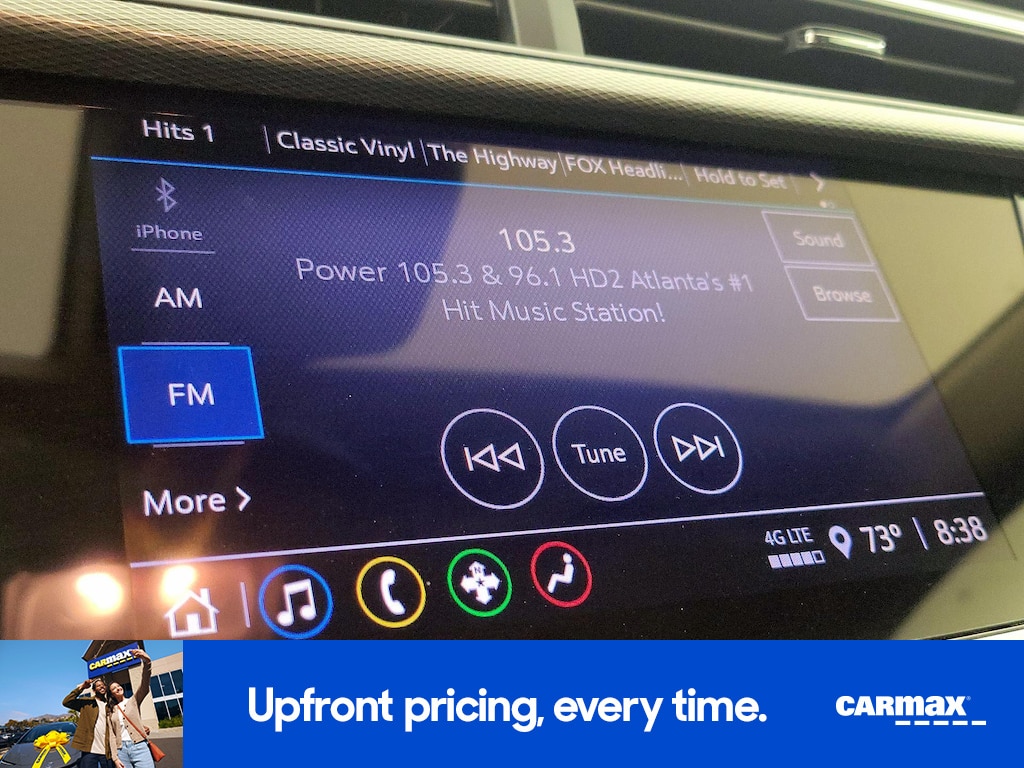 Hits 1 Classic Vinyl The Highway FOX Headli... Hold to Set
iPhone
AM
FM
More
105.3
Power 105.3 & 96.1 HD2 Atlanta's #1
Hit Music Station!
Sound
Browse
Tune
N
4G LTE
73° 8:38
CARMAX
Upfront pricing, every time.
CARMAX